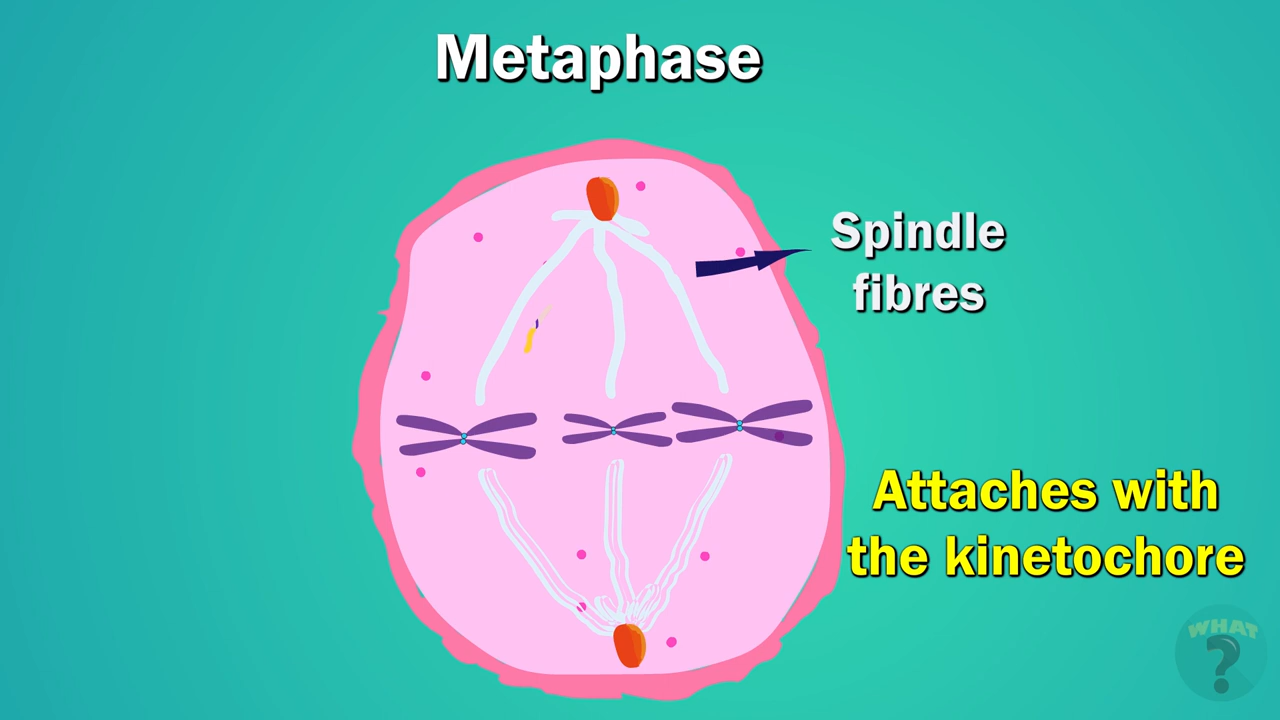 Metaphase
Spindle
fibres
Attaches with
the kinetochore
WHAT
?